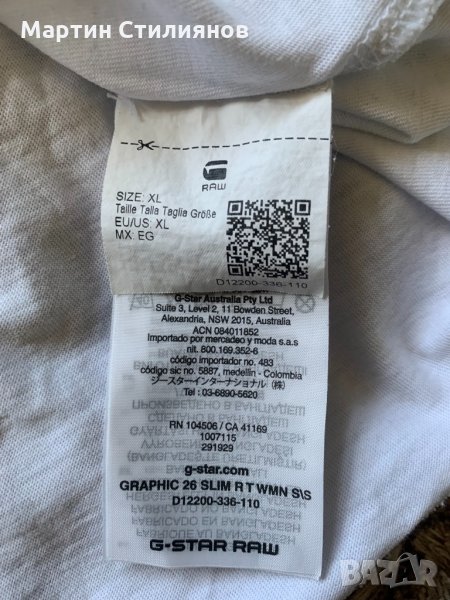 Мартин Стилиянов
G
RAW
SIZE: XL
Taille Talla Taglia Größe
EU/US: XL
MX: EG
D12200-336-110
G-Star Australia Pty Ltd
Suite 3, Level 2, 11 Bowden Street,
Alexandria, NSW 2015, Australia
ACN 084011852
Importado por mercadeo y moda s.a.s
nit. 800.169.352-6
código importador no. 483
código sic no. 5887, medellin - Colombia
ジースターインターナショナル(株)
Tel : 03-6890-5620
RN 104506 / CA 41169
1007115
291929
g-star.com
GRAPHIC 26 SLIM R T WMN S\S
D12200-336-110
G-STAR RAW
BAZAR